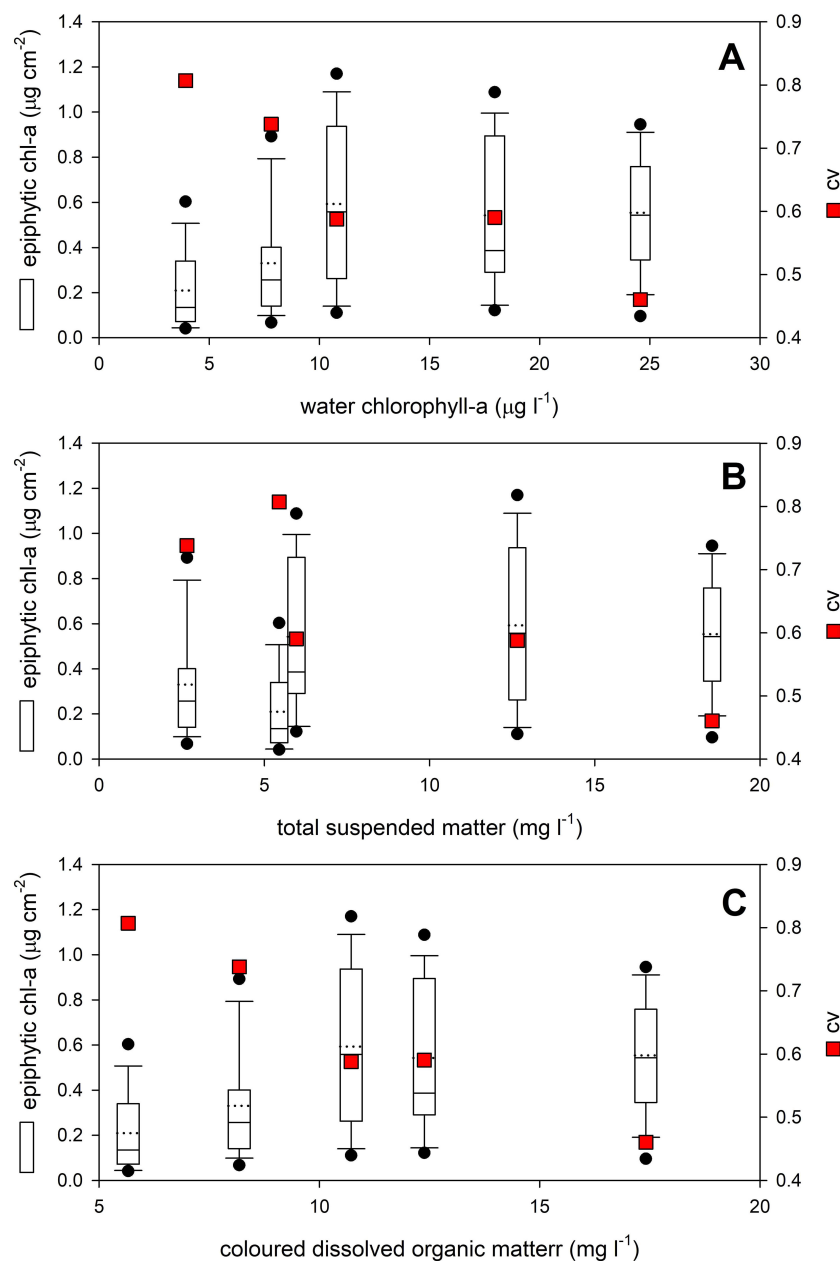 A
1.4
1.2
1.0
0.8
0.6
0.4
0.2
0.0
0.9
0.8
0.7
0.6
0.5
0.4
epiphytic chl-a (µg cm-2)
cv
0 5 10 15 20 25 30
water chlorophyll-a (µg l-1)
B
1.4
1.2
1.0
0.8
0.6
0.4
0.2
0.0
0.9
0.8
0.7
0.6
0.5
0.4
epiphytic chl-a (µg cm-2)
cv
0 5 10 15 20
total suspended matter (mg l-1)
C
1.4
1.2
1.0
0.8
0.6
0.4
0.2
0.0
0.9
0.8
0.7
0.6
0.5
0.4
epiphytic chl-a (µg cm-2)
cv
5 10 15 20
coloured dissolved organic matterr (mg l-1)